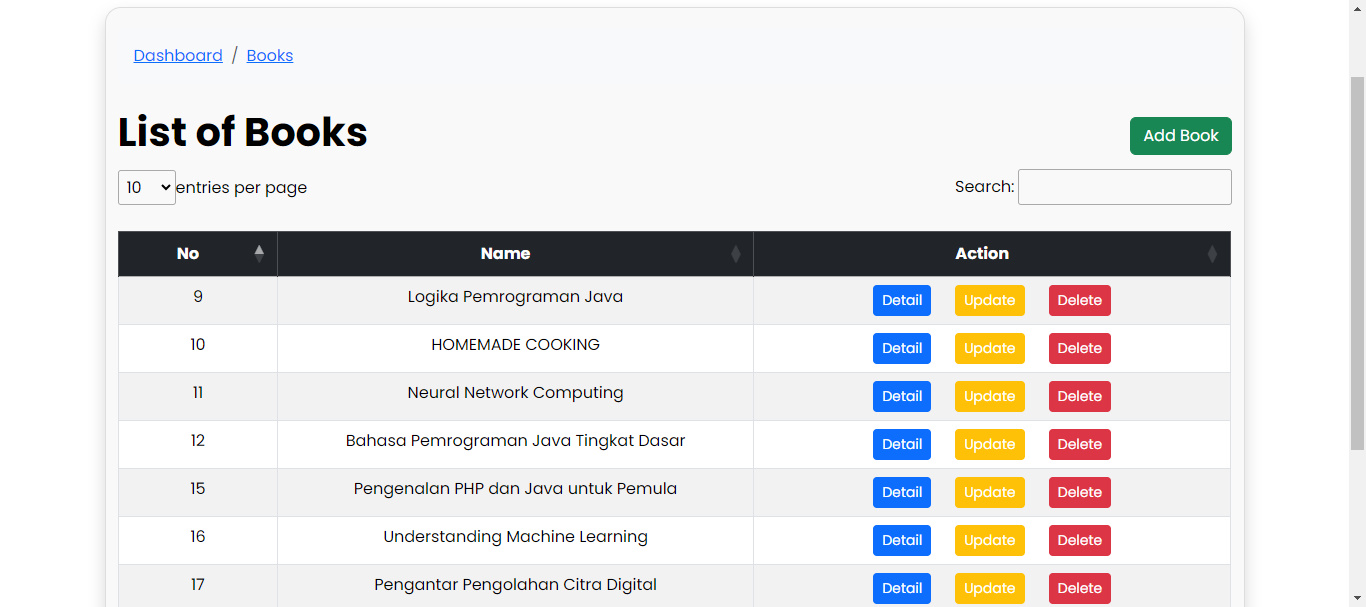 Dashboard / Books
List of Books
Add Book
10 entries per page
Search:
No Name Action
9 Logika Pemrograman Java Detail Update Delete
10 HOMEMADE COOKING Detail Update Delete
11 Neural Network Computing Detail Update Delete
12 Bahasa Pemrograman Java Tingkat Dasar Detail Update Delete
15 Pengenalan PHP dan Java untuk Pemula Detail Update Delete
16 Understanding Machine Learning Detail Update Delete
17 Pengantar Pengolahan Citra Digital Detail Update Delete